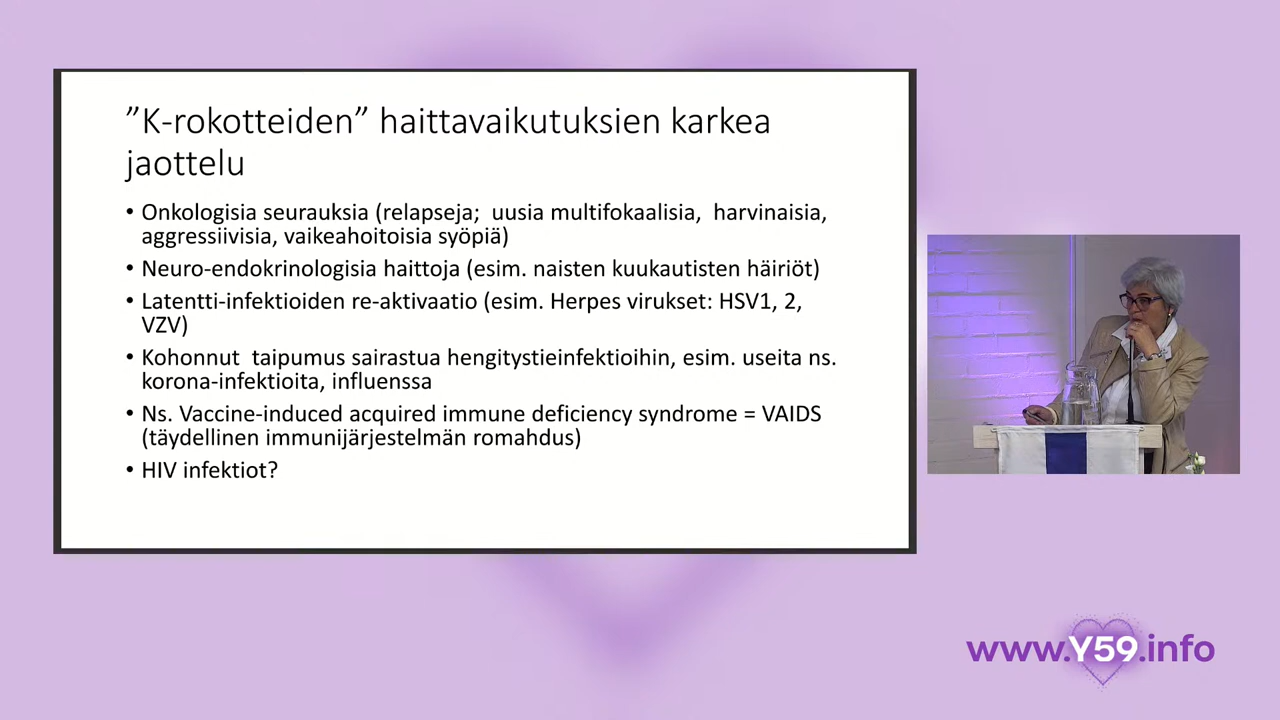 ”K-rokotteiden” haittavaikutuksien karkea
jaottelu
• Onkologisia seurauksia (relapseja; uusia multifokaalisia, harvinaisia,
aggressiivisia, vaikeahoitoisia syöpiä)
• Neuro-endokrinologisia haittoja (esim. naisten kuukautisten häiriöt)
• Latentti-infektioiden re-aktivaatio (esim. Herpes virukset: HSV1, 2,
VZV)
• Kohonnut taipumus sairastua hengitystieinfektioihin, esim. useita ns.
korona-infektioita, influenssa
• Ns. Vaccine-induced acquired immune deficiency syndrome = VAIDS
(täydellinen immunijärjestelmän romahdus)
• HIV infektiot?
www.Y59.info